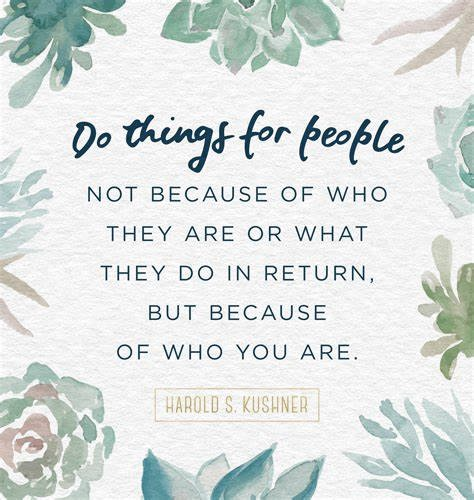 Do things for people
NOT BECAUSE OF WHO
THEY ARE OR WHAT
THEY DO IN RETURN,
BUT BECAUSE
OF WHO YOU ARE.
HAROLD S. KUSHNER